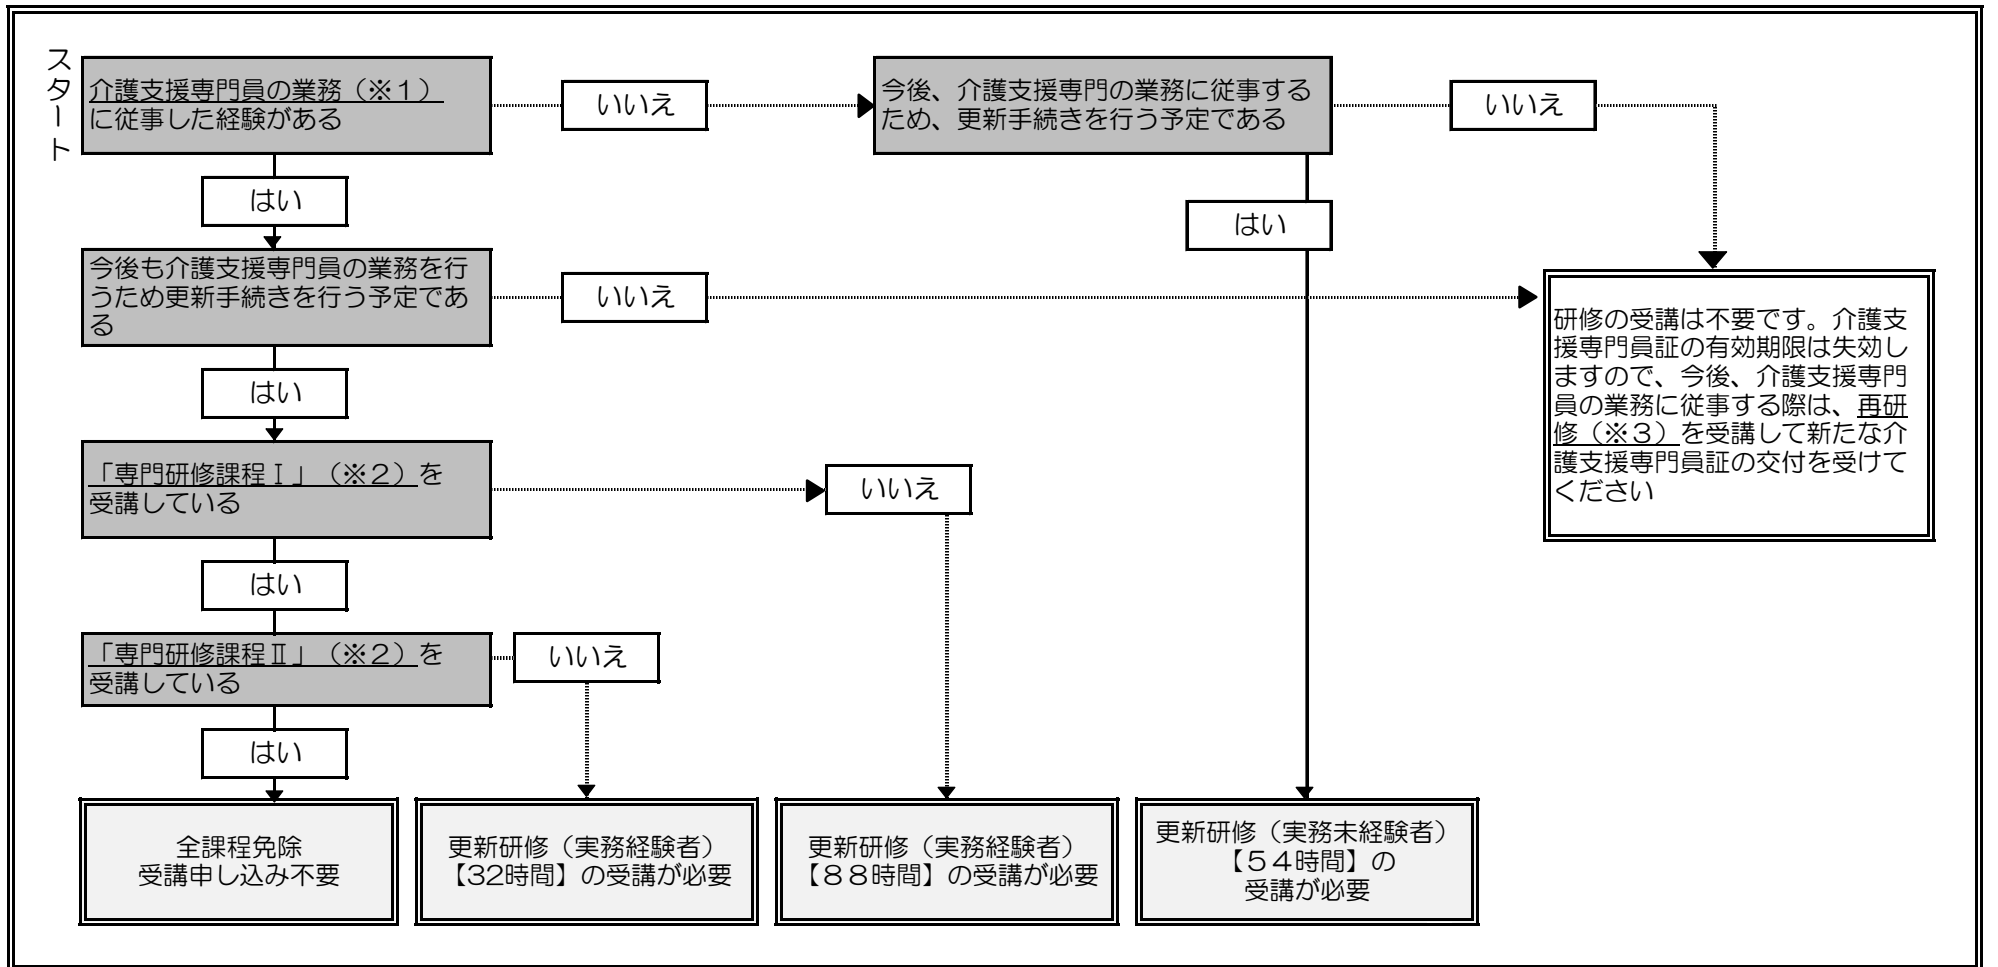 スタート
介護支援専門員の業務（※１）
に従事した経験がある
いいえ
今後、介護支援専門の業務に従事する
ため、更新手続きを行う予定である
いいえ
はい
はい
今後も介護支援専門員の業務を行
うため更新手続きを行う予定であ
る
いいえ
研修の受講は不要です。介護支
援専門員証の有効期限は失効し
ますので、今後、介護支援専門
員の業務に従事する際は、再研
修（※３）を受講して新たな介
護支援専門員証の交付を受けて
ください
はい
「専門研修課程Ⅰ」（※２）を
受講している
いいえ
はい
「専門研修課程Ⅱ」（※２）を
受講している
いいえ
はい
全課程免除
受講申し込み不要
更新研修（実務経験者）
【32時間】の受講が必要
更新研修（実務経験者）
【８８時間】の受講が必要
更新研修（実務未経験者）
【５４時間】の
受講が必要